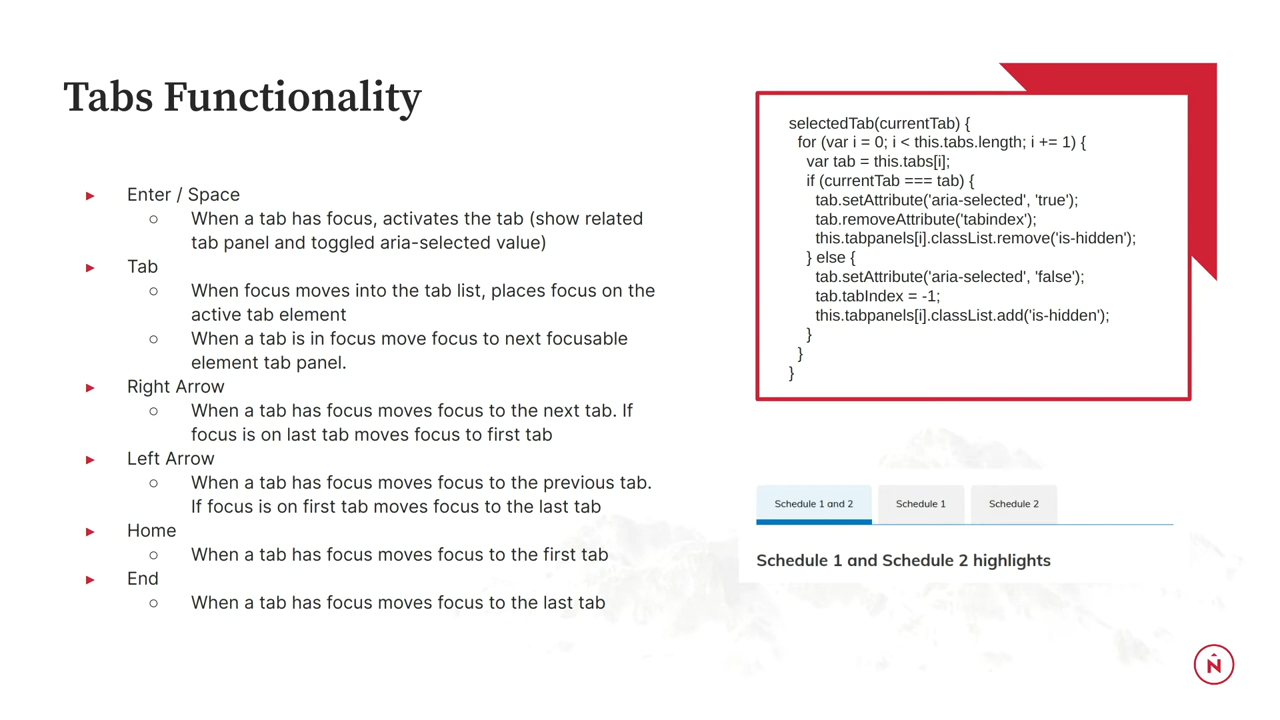 Tabs Functionality
Enter / Space
When a tab has focus, activates the tab (show related
tab panel and toggled aria-selected value)
Tab
When focus moves into the tab list, places focus on the
active tab element
When a tab is in focus move focus to next focusable
element tab panel.
Right Arrow
When a tab has focus moves focus to the next tab. If
focus is on last tab moves focus to first tab
Left Arrow
When a tab has focus moves focus to the previous tab.
If focus is on first tab moves focus to the last tab
Home
When a tab has focus moves focus to the first tab
End
When a tab has focus moves focus to the last tab
selectedTab(currentTab) {
for (var i = 0; i < this.tabs.length; i += 1) {
var tab = this.tabs[i];
if (currentTab === tab) {
tab.setAttribute('aria-selected', 'true');
tab.removeAttribute('tabindex');
this.tabpanels[i].classList.remove('is-hidden');
} else {
tab.setAttribute('aria-selected', 'false');
tab.tabIndex = -1;
this.tabpanels[i].classList.add('is-hidden');
}
}
}
Schedule 1 and 2
Schedule 1
Schedule 2
Schedule 1 and Schedule 2 highlights
N